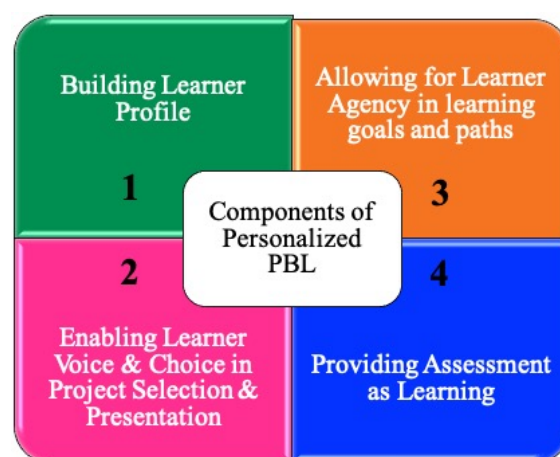 Building Learner
Profile
1
2
Enabling Learner
Voice & Choice in
Project Selection &
Presentation
Components of
Personalized
PBL
Allowing for Learner
Agency in learning
goals and paths
3
4
Providing Assessment
as Learning